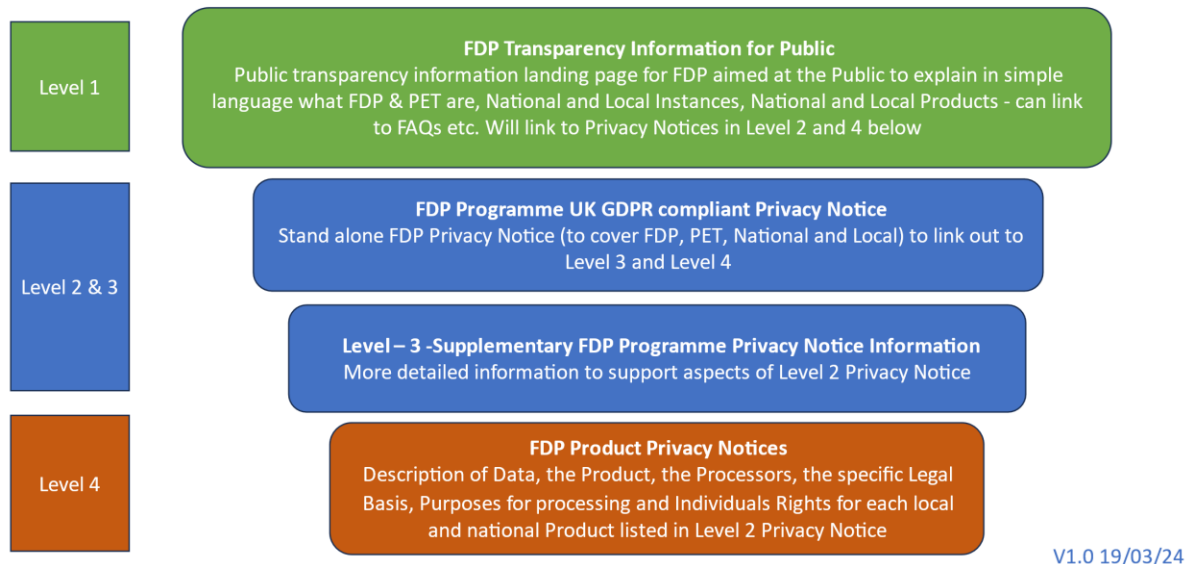 Level 1
FDP Transparency Information for Public
Public transparency information landing page for FDP aimed at the Public to explain in simple
language what FDP & PET are, National and Local Instances, National and Local Products - can link
to FAQs etc. Will link to Privacy Notices in Level 2 and 4 below
Level 2 & 3
FDP Programme UK GDPR compliant Privacy Notice
Stand alone FDP Privacy Notice (to cover FDP, PET, National and Local) to link out to
Level 3 and Level 4
Level – 3 -Supplementary FDP Programme Privacy Notice Information
More detailed information to support aspects of Level 2 Privacy Notice
Level 4
FDP Product Privacy Notices
Description of Data, the Product, the Processors, the specific Legal
Basis, Purposes for processing and Individuals Rights for each local
and national Product listed in Level 2 Privacy Notice
V1.0 19/03/24